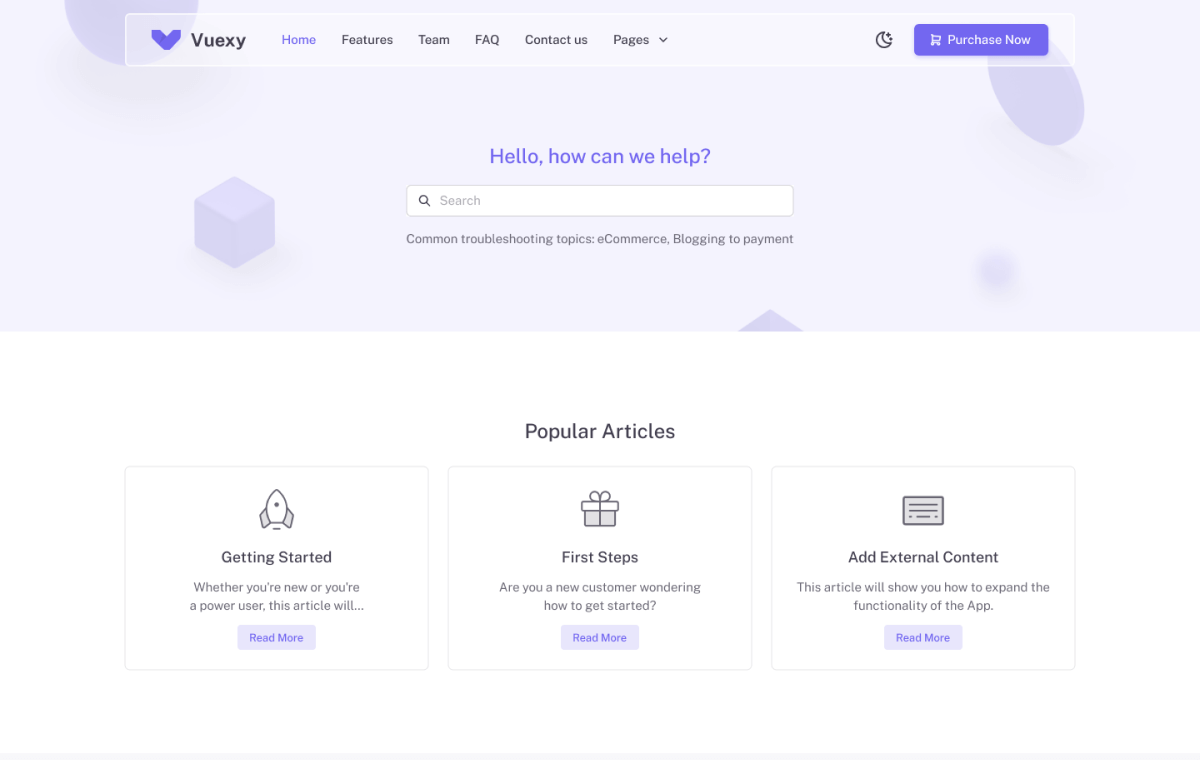 Vuexy Home Features Team FAQ Contact us Pages Purchase Now
Hello, how can we help?
Search
Common troubleshooting topics: eCommerce, Blogging to payment
Popular Articles
Getting Started
Whether you're new or you're
a power user, this article will...
Read More
First Steps
Are you a new customer wondering
how to get started?
Read More
Add External Content
This article will show you how to expand the
functionality of the App.
Read More